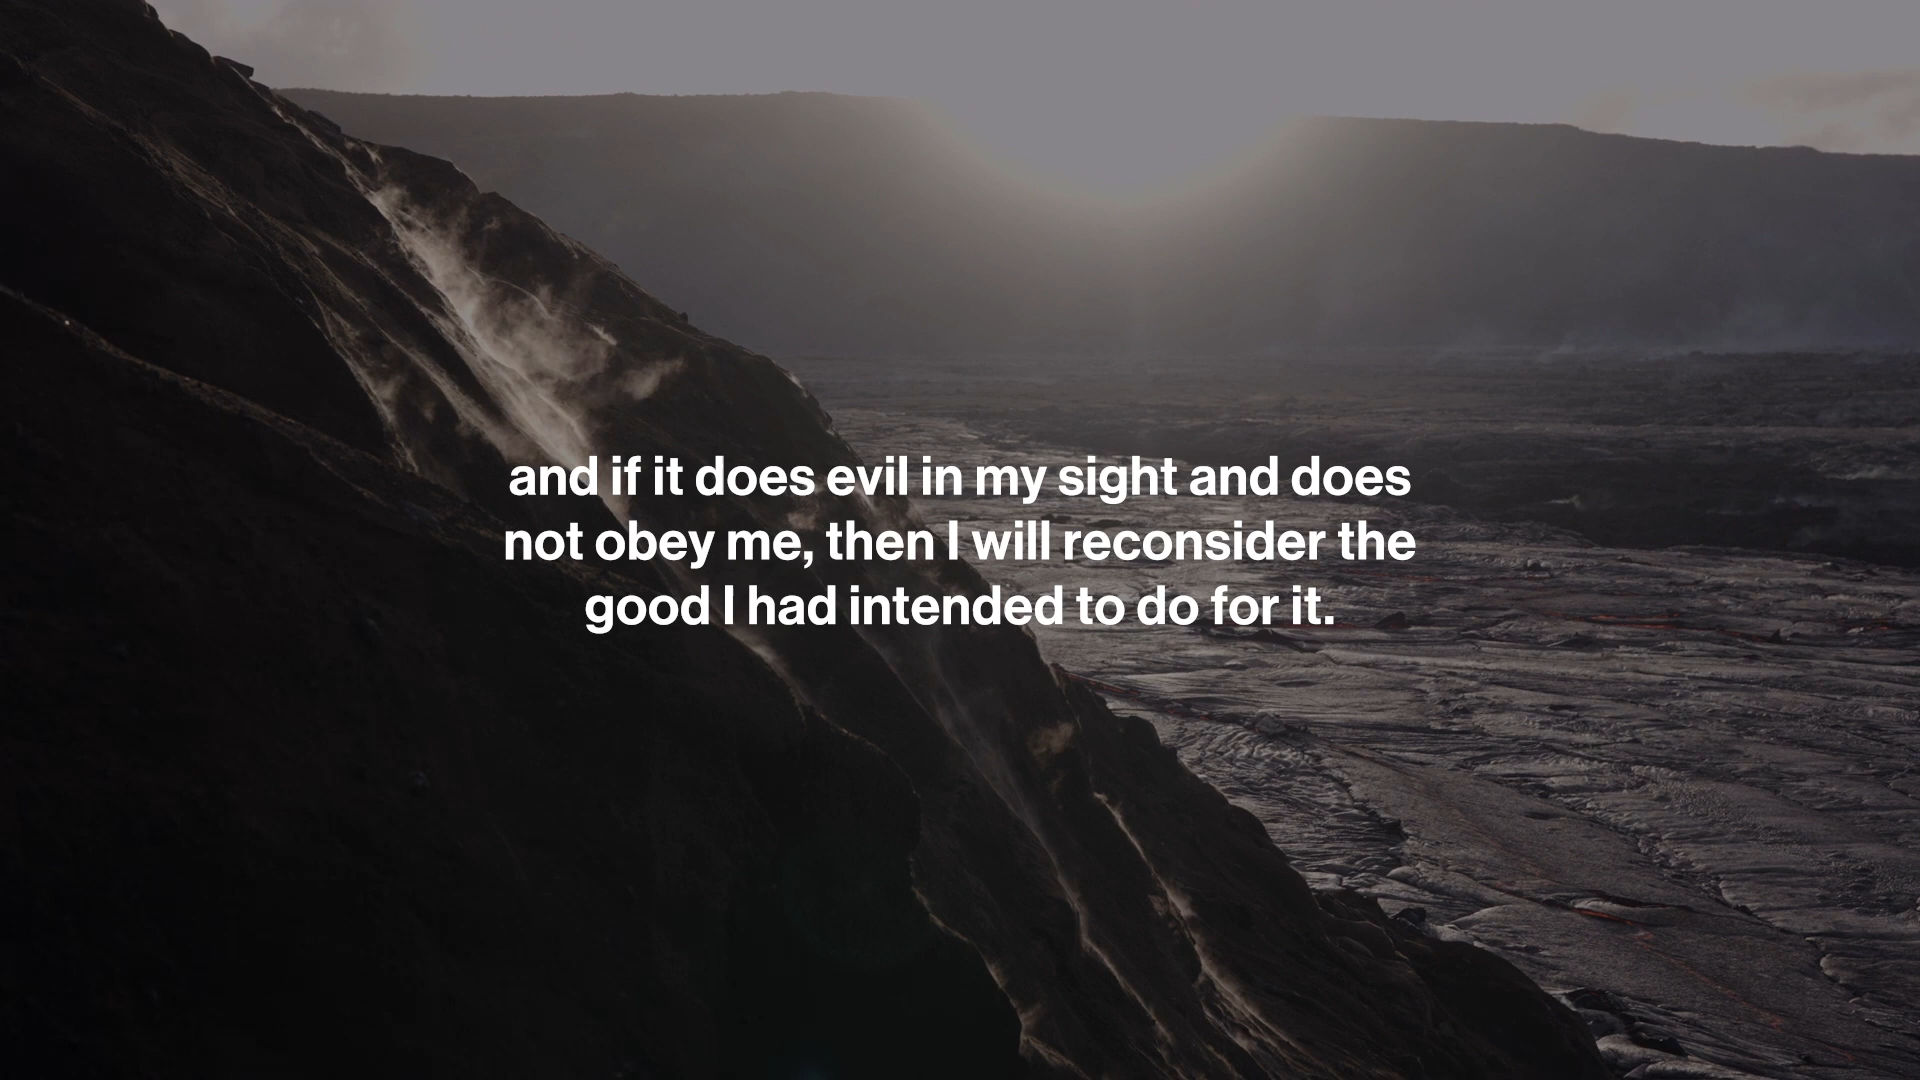 and if it does evil in my sight and does
not obey me, then I will reconsider the
good I had intended to do for it.